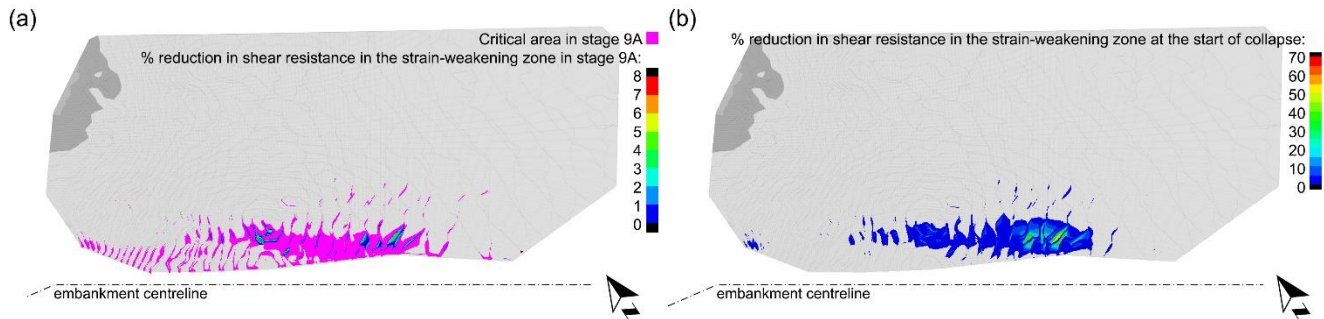 (a)
Critical area in stage 9A
% reduction in shear resistance in the strain-weakening zone in stage 9A:
8
7
6
5
4
3
2
1
0
embankment centreline
N
(b)
% reduction in shear resistance in the strain-weakening zone at the start of collapse:
70
60
50
40
30
20
10
0
embankment centreline
N